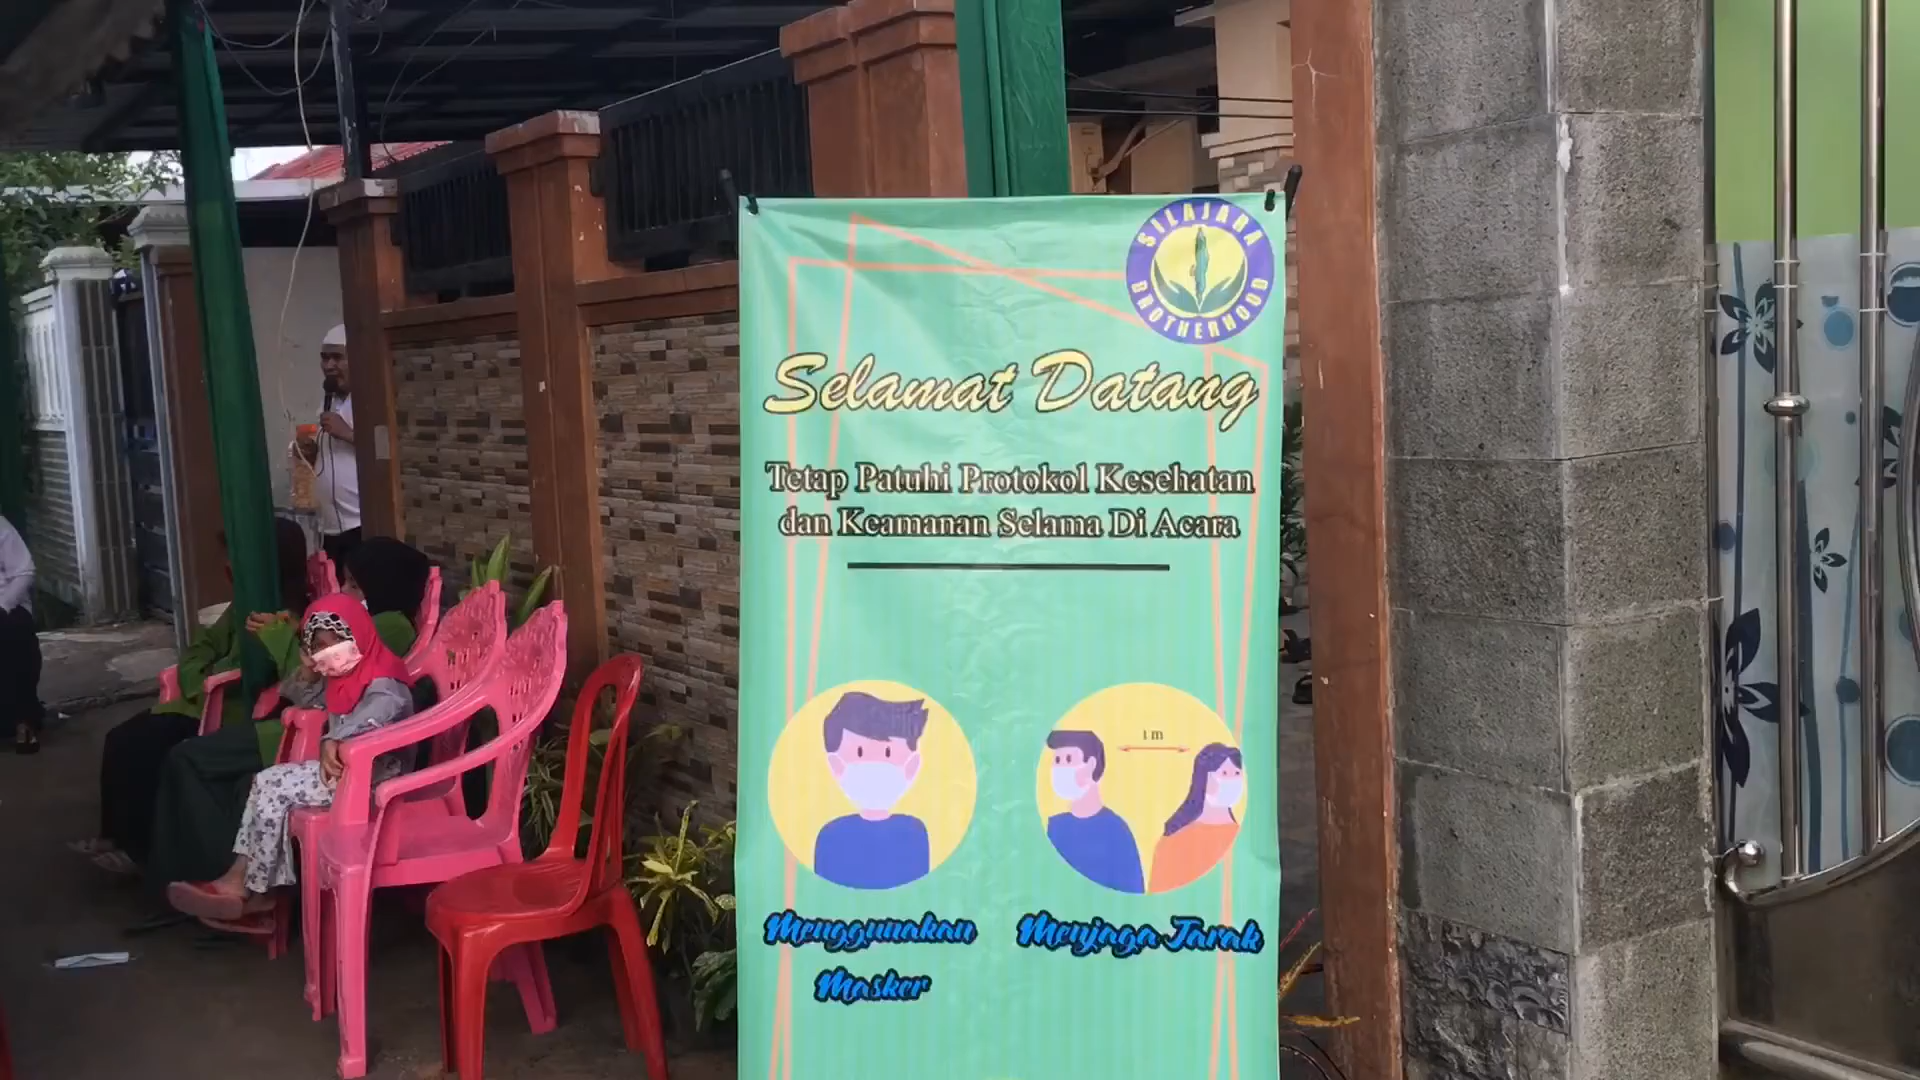 SILAJARA
BROTHERHOOD
Selamat Datang
Tetap Patuhi Protokol Kesehatan
dan Keamanan Selama Di Acara
1 m
Menggunakan
Masker
Menjaga Jarak